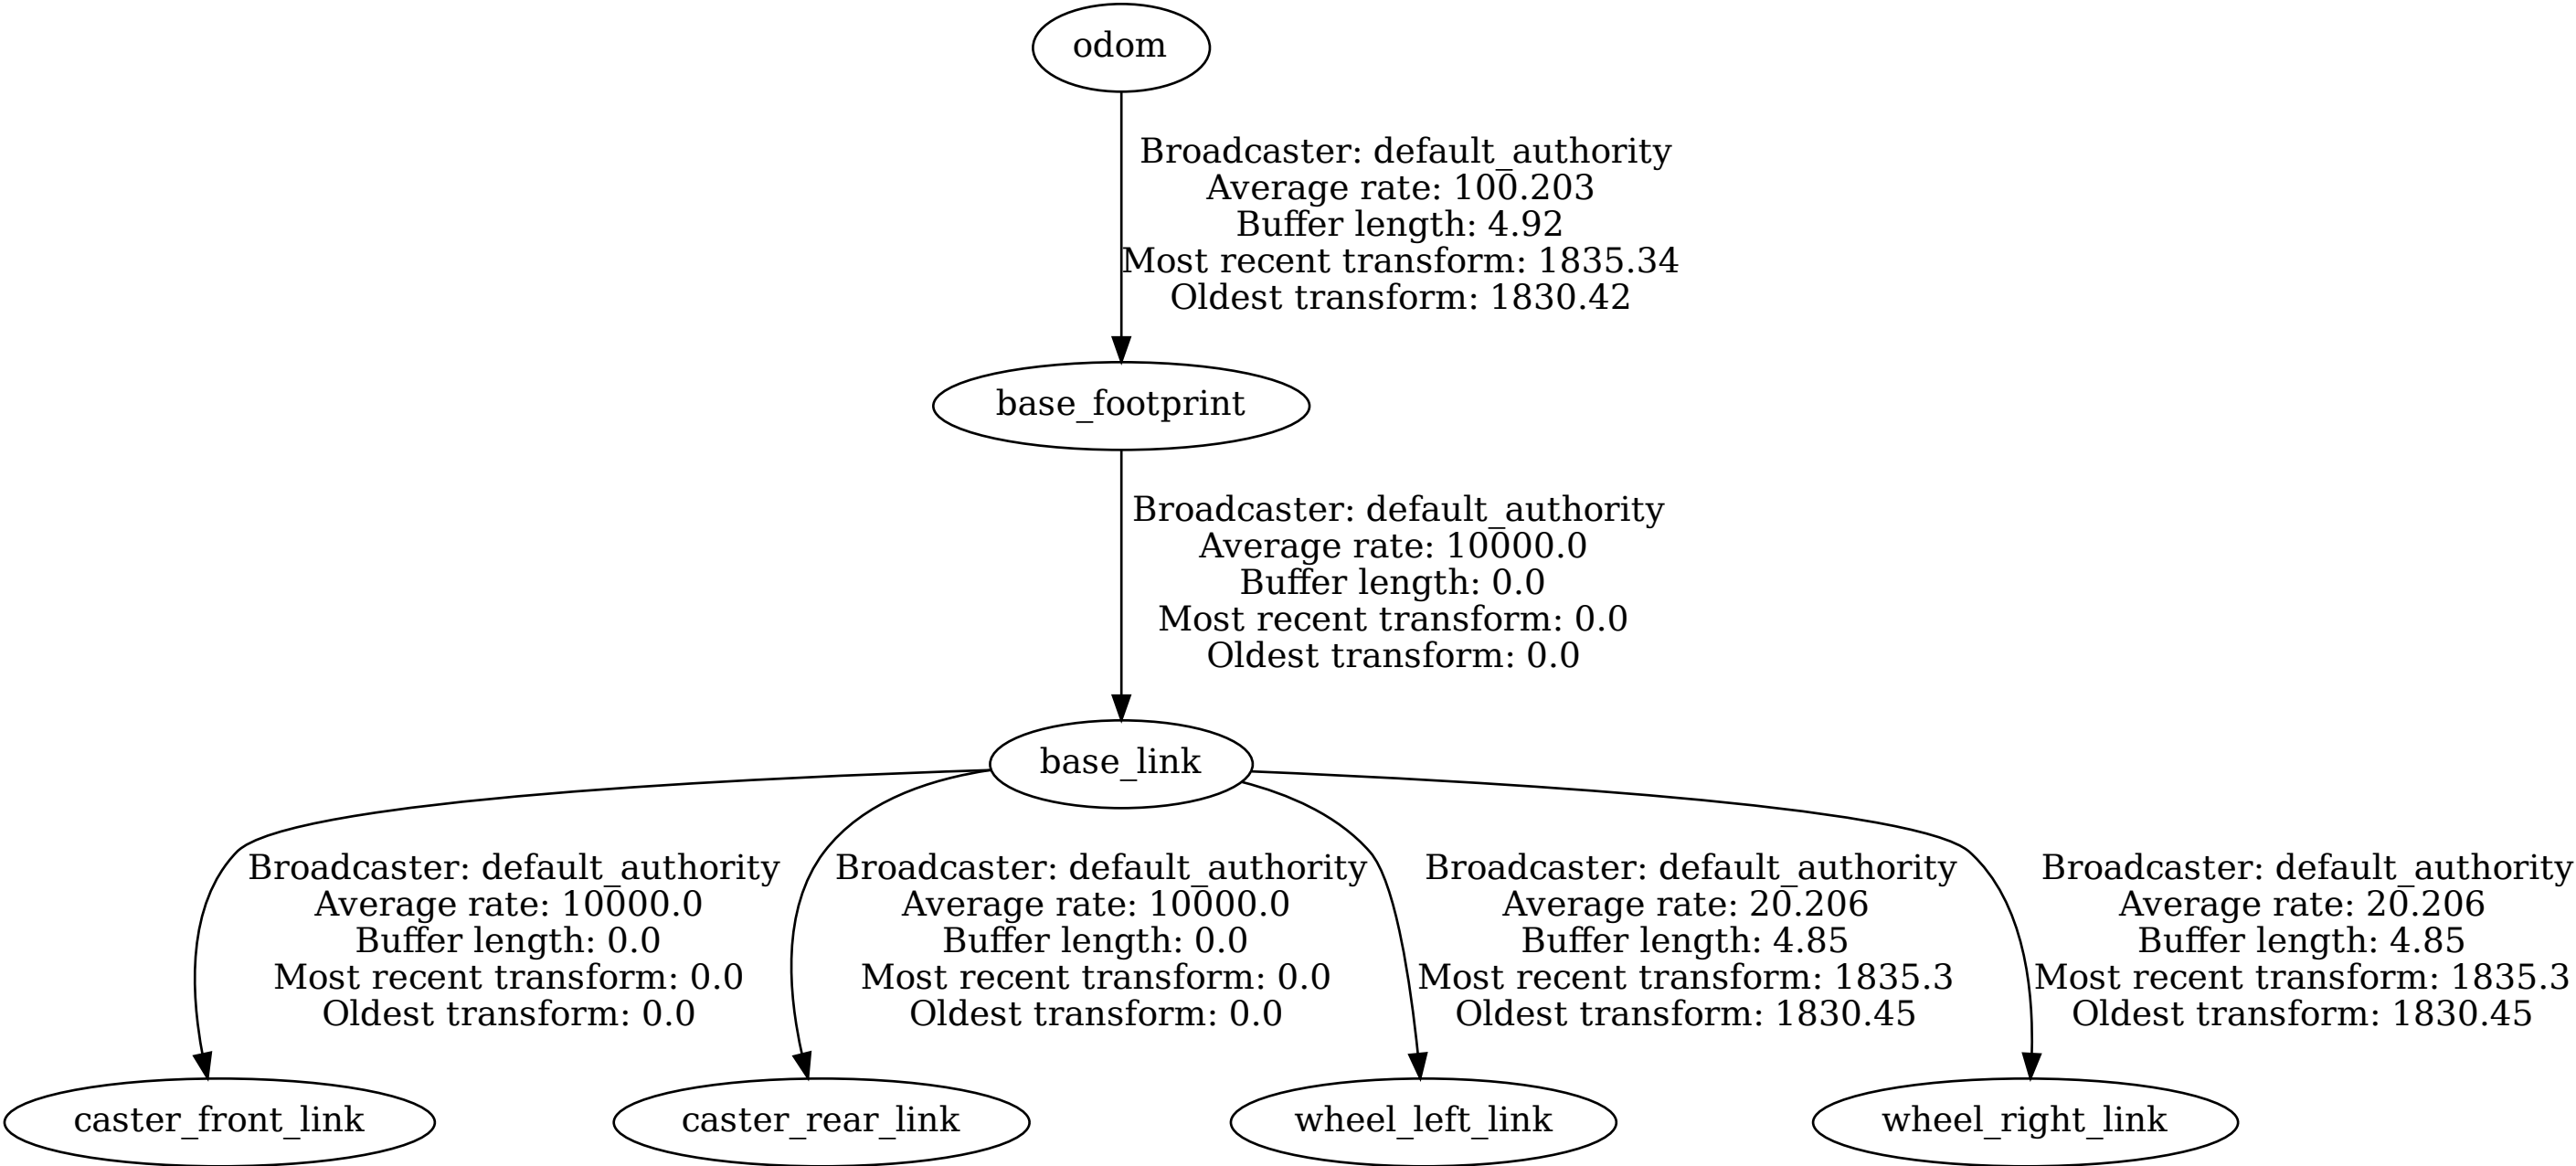 odom
Broadcaster: default_authority
Average rate: 100.203
Buffer length: 4.92
Most recent transform: 1835.34
Oldest transform: 1830.42
base_footprint
Broadcaster: default_authority
Average rate: 10000.0
Buffer length: 0.0
Most recent transform: 0.0
Oldest transform: 0.0
base_link
Broadcaster: default_authority
Average rate: 10000.0
Buffer length: 0.0
Most recent transform: 0.0
Oldest transform: 0.0
Broadcaster: default_authority
Average rate: 10000.0
Buffer length: 0.0
Most recent transform: 0.0
Oldest transform: 0.0
Broadcaster: default_authority
Average rate: 20.206
Buffer length: 4.85
Most recent transform: 1835.3
Oldest transform: 1830.45
Broadcaster: default_authority
Average rate: 20.206
Buffer length: 4.85
Most recent transform: 1835.3
Oldest transform: 1830.45
caster_front_link
caster_rear_link
wheel_left_link
wheel_right_link